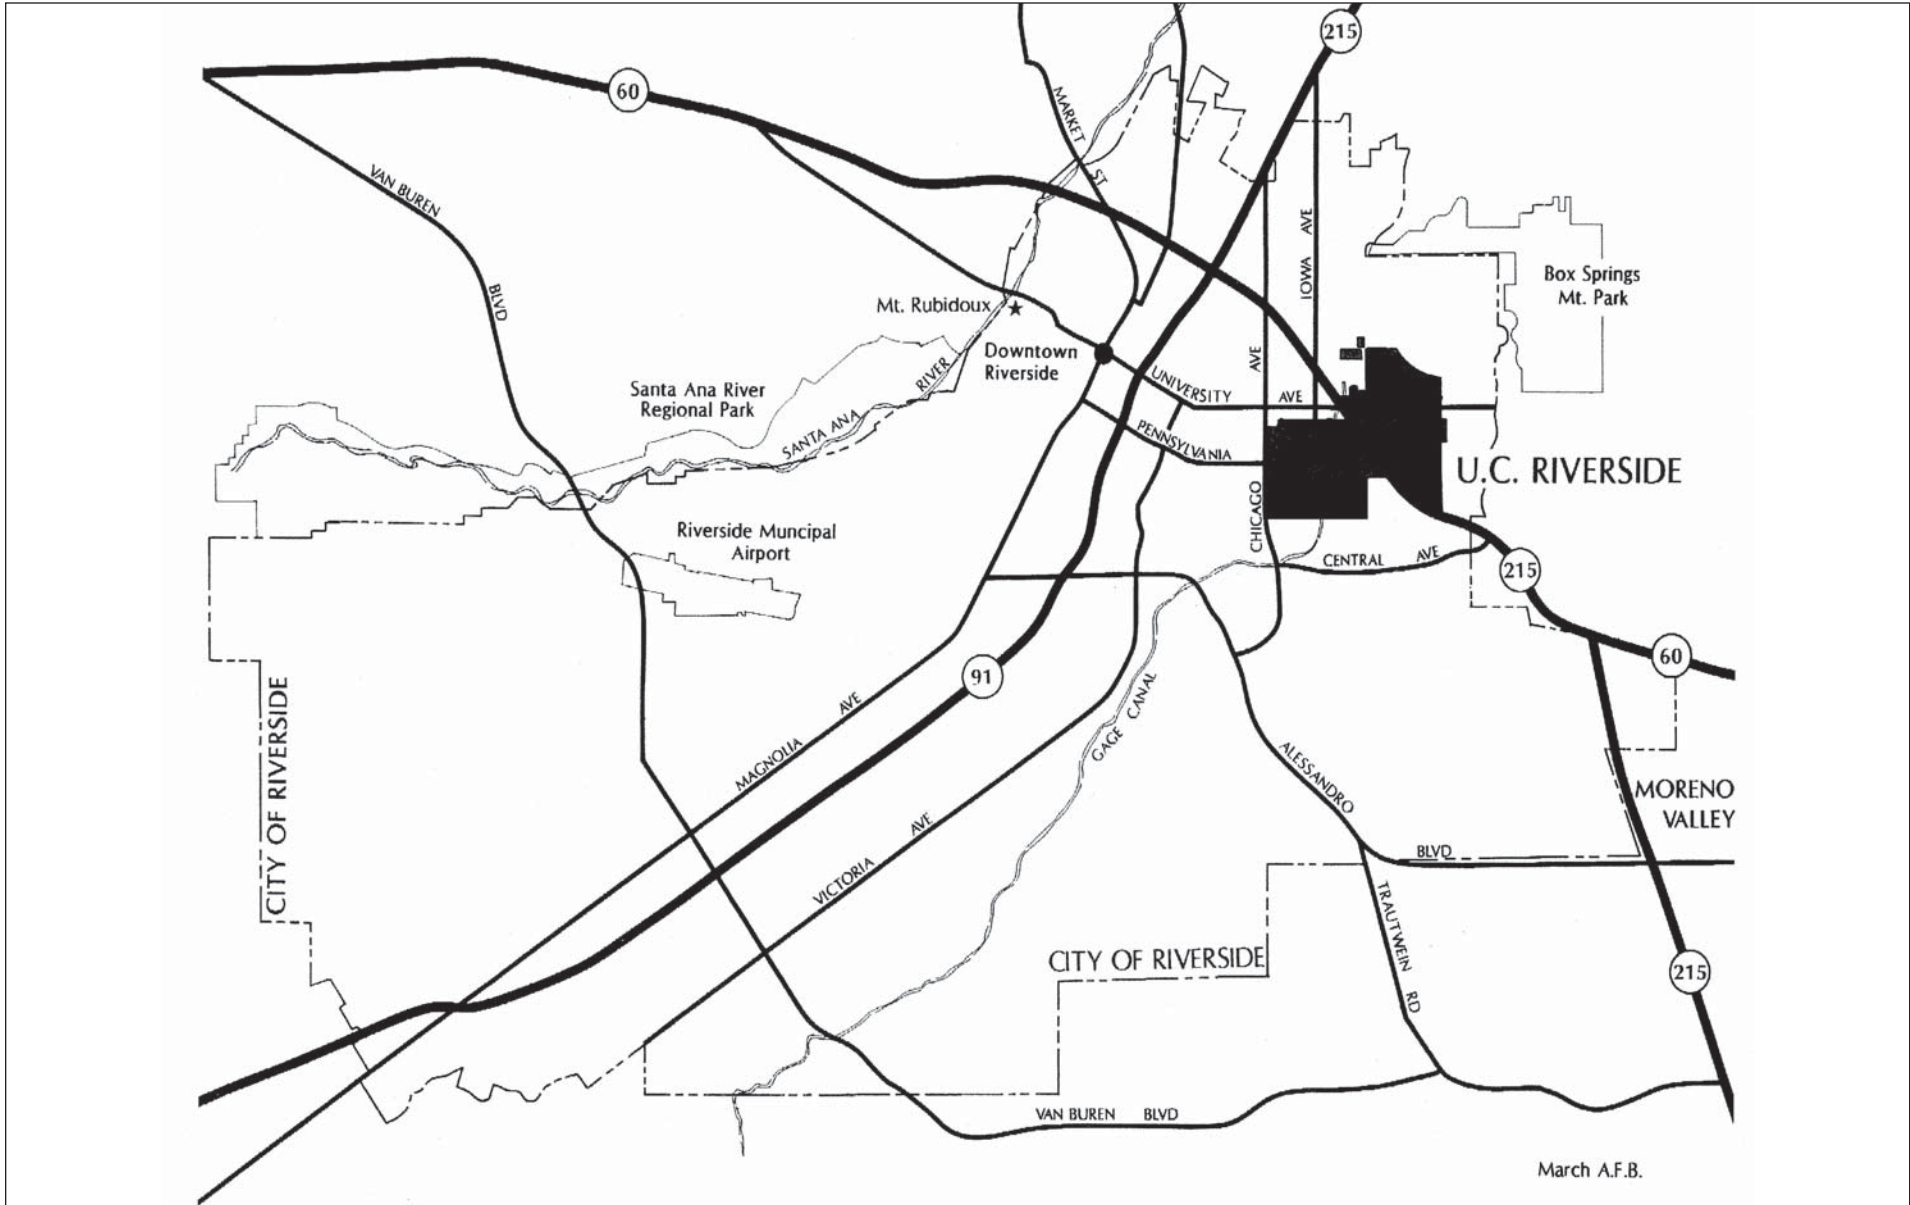 215
60
MARKET ST
VAN BUREN BLVD
IOWA AVE
Box Springs
Mt. Park
Mt. Rubidoux
Downtown
Riverside
UNIVERSITY AVE
AVE
Santa Ana River
Regional Park
SANTA ANA RIVER
PENNSYLVANIA
U.C. RIVERSIDE
CHICAGO
Riverside Muncipal
Airport
CENTRAL AVE
215
60
91
CITY OF RIVERSIDE
MAGNOLIA AVE
GAGE CANAL
ALESSANDRO BLVD
MORENO
VALLEY
VICTORIA AVE
TRAUTWEIN RD
CITY OF RIVERSIDE
215
VAN BUREN BLVD
March A.F.B.